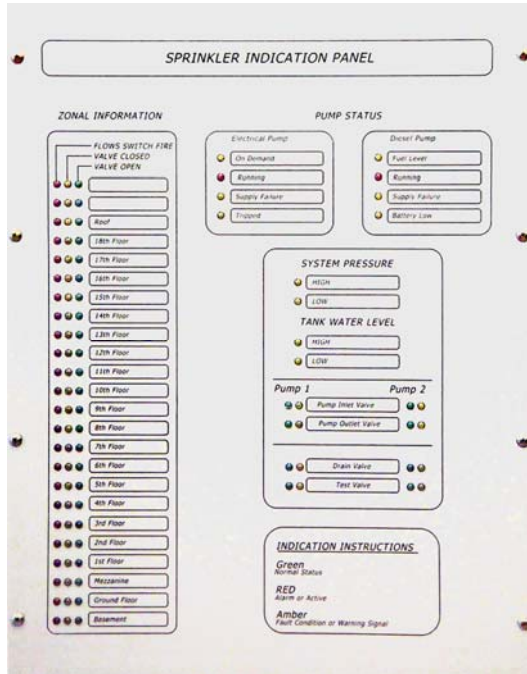 SPRINKLER INDICATION PANEL
ZONAL INFORMATION
FLOWS SWITCH FIRE
VALVE CLOSED
VALVE OPEN
Roof
18th Floor
17th Floor
16th Floor
15th Floor
14th Floor
13th Floor
12th Floor
11th Floor
10th Floor
9th Floor
8th Floor
7th Floor
6th Floor
5th Floor
4th Floor
3rd Floor
2nd Floor
1st Floor
Mezzanine
Ground Floor
Basement
PUMP STATUS
Electrical Pump
On Demand
Running
Supply Failure
Tripped
Diesel Pump
Fuel Level
Running
Supply Failure
Battery Low
SYSTEM PRESSURE
HIGH
LOW
TANK WATER LEVEL
HIGH
LOW
Pump 1 Pump 2
Pump Inlet Valve
Pump Outlet Valve
Drain Valve
Test Valve
INDICATION INSTRUCTIONS
Green
Normal Status
RED
Alarm or Active
Amber
Fault Condition or Warning Signal